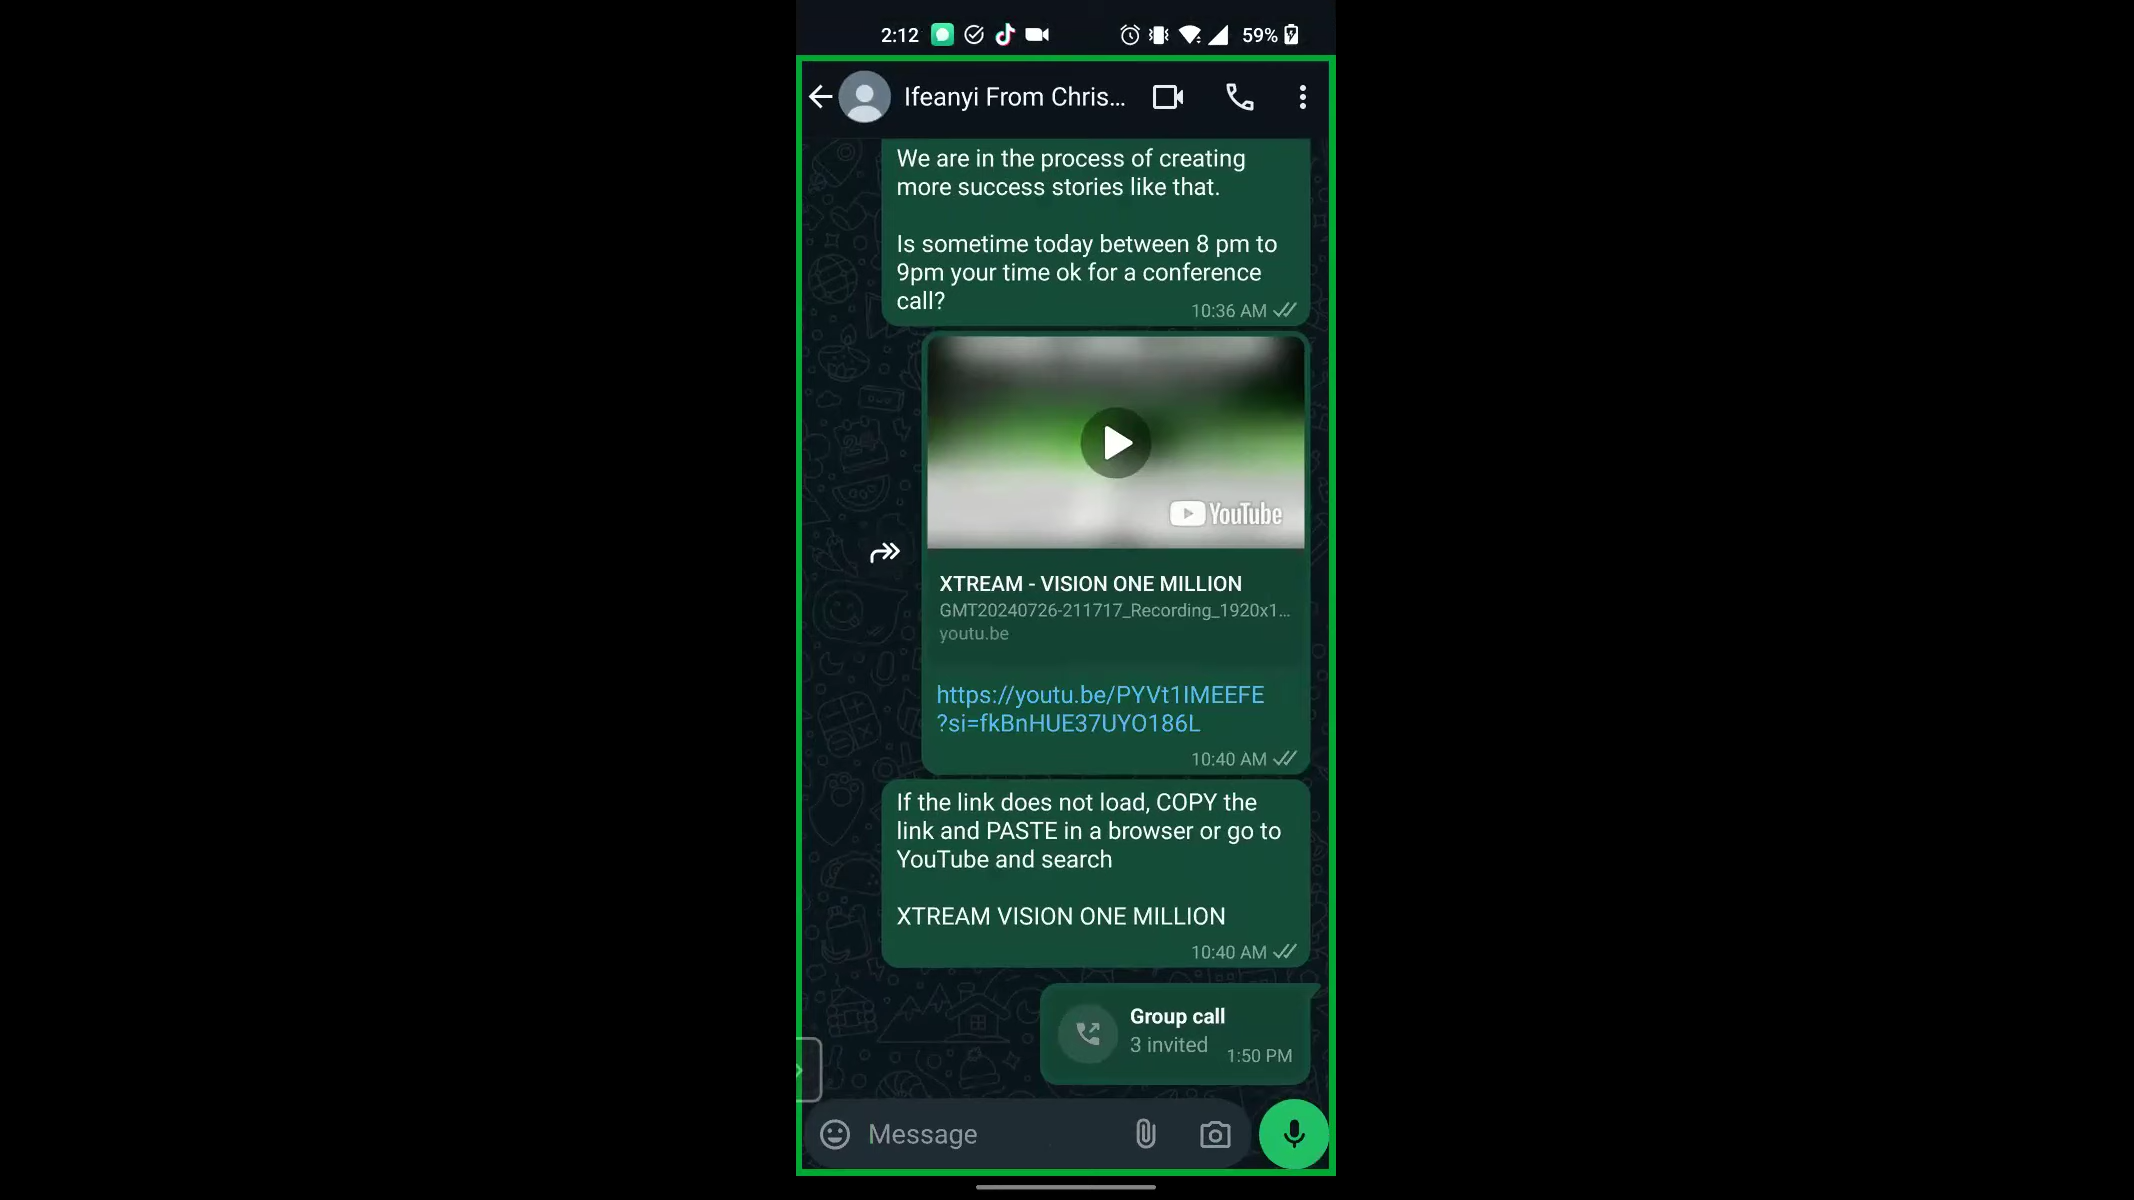 2:12
59%
Ifeanyi From Chris...
We are in the process of creating
more success stories like that.
Is sometime today between 8 pm to
9pm your time ok for a conference
call?
10:36 AM
YouTube
XTREAM - VISION ONE MILLION
GMT20240726-211717_Recording_1920x1...
youtu.be
https://youtu.be/PYVt1IMEEFE
?si=fkBnHUE37UYO186L
10:40 AM
If the link does not load, COPY the
link and PASTE in a browser or go to
YouTube and search
XTREAM VISION ONE MILLION
10:40 AM
Group call
3 invited
1:50 PM
Message